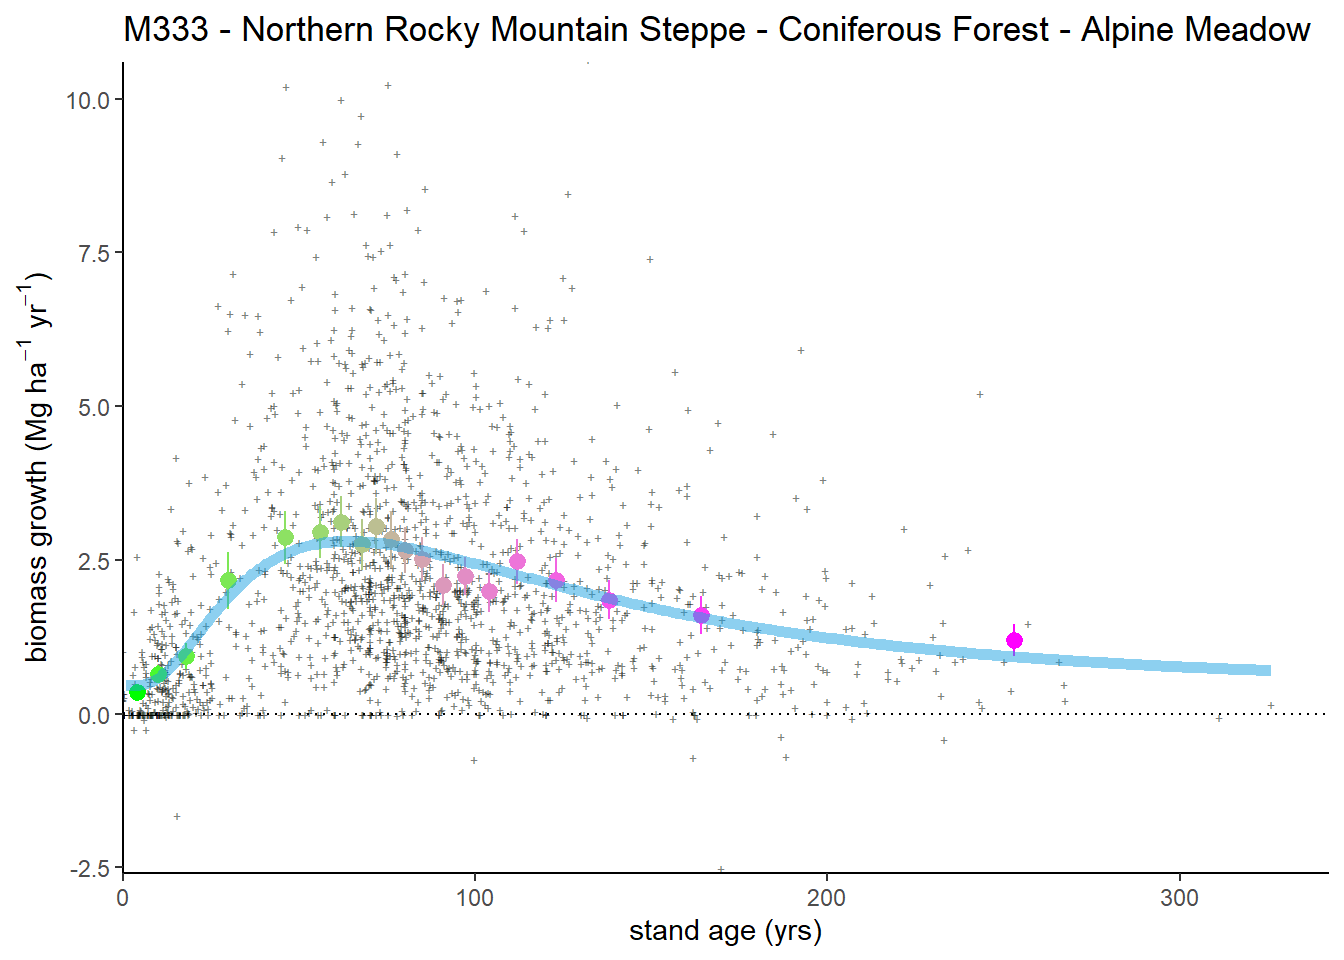 M333 - Northern Rocky Mountain Steppe - Coniferous Forest - Alpine Meadow
biomass growth (Mg ha⁻¹ yr⁻¹)
10.0
7.5
5.0
2.5
0.0
-2.5
0 100 200 300
stand age (yrs)